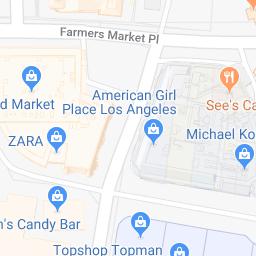 Farmers Market Pl
American Girl
Place Los Angeles
See's Ca
d Market
Michael Ko
ZARA
n's Candy Bar
Topshop Topman